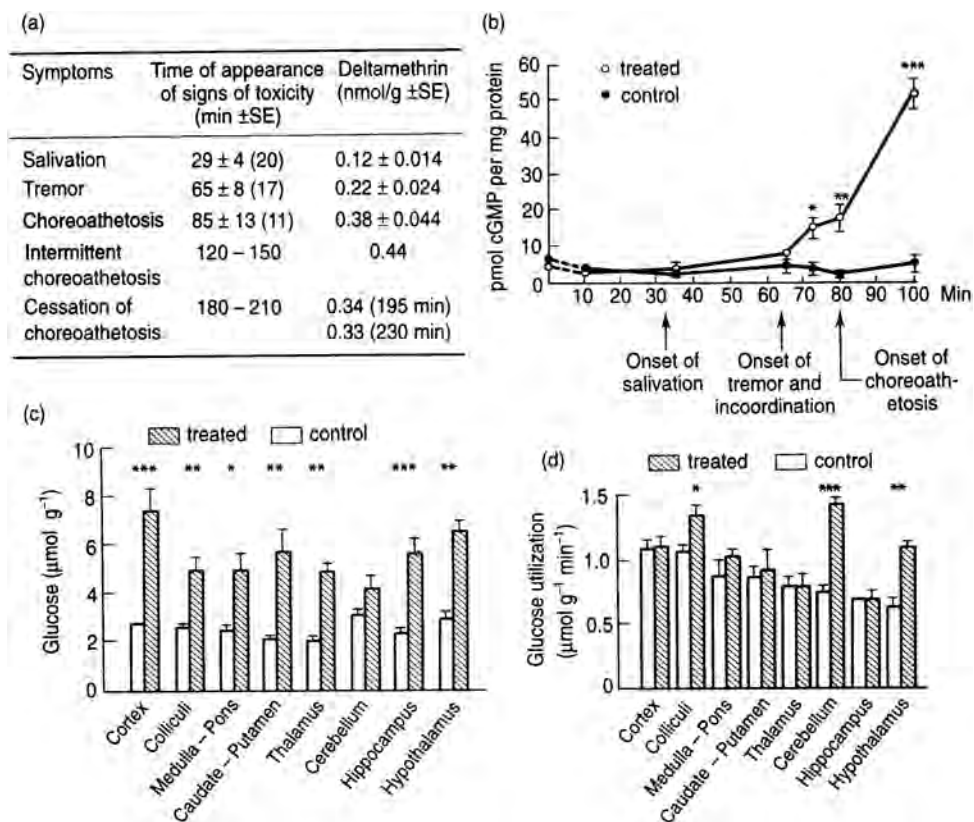 (a)
Symptoms Time of appearance Deltamethrin
of signs of toxicity (nmol/g ±SE)
(min ±SE)
Salivation 29 ± 4 (20) 0.12 ± 0.014
Tremor 65 ± 8 (17) 0.22 ± 0.024
Choreoathetosis 85 ± 13 (11) 0.38 ± 0.044
Intermittent 120 – 150 0.44
choreoathetosis
Cessation of 180 – 210 0.34 (195 min)
choreoathetosis 0.33 (230 min)
(b)
pmol cGMP per mg protein
60
50
40
30
20
10
0
treated
control
*
**
***
10 20 30 40 50 60 70 80 90 100 Min
Onset of
salivation
Onset of
tremor and
incoordination
Onset of
choreoath-
etosis
(c)
treated control
Glucose (μmol g⁻¹)
10
8
6
4
2
0
*** ** * ** ** *** **
Cortex
Colliculi
Medulla – Pons
Caudate – Putamen
Thalamus
Cerebellum
Hippocampus
Hypothalamus
(d)
treated control
Glucose utilization
(μmol g⁻¹ min⁻¹)
1.5
1.0
0.5
0
* *** **
Cortex
Colliculi
Medulla – Pons
Caudate – Putamen
Thalamus
Cerebellum
Hippocampus
Hypothalamus